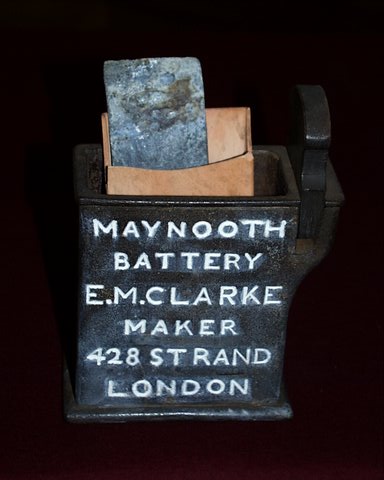 MAYNOOTH
BATTERY
E.M.CLARKE
MAKER
428 STRAND
LONDON